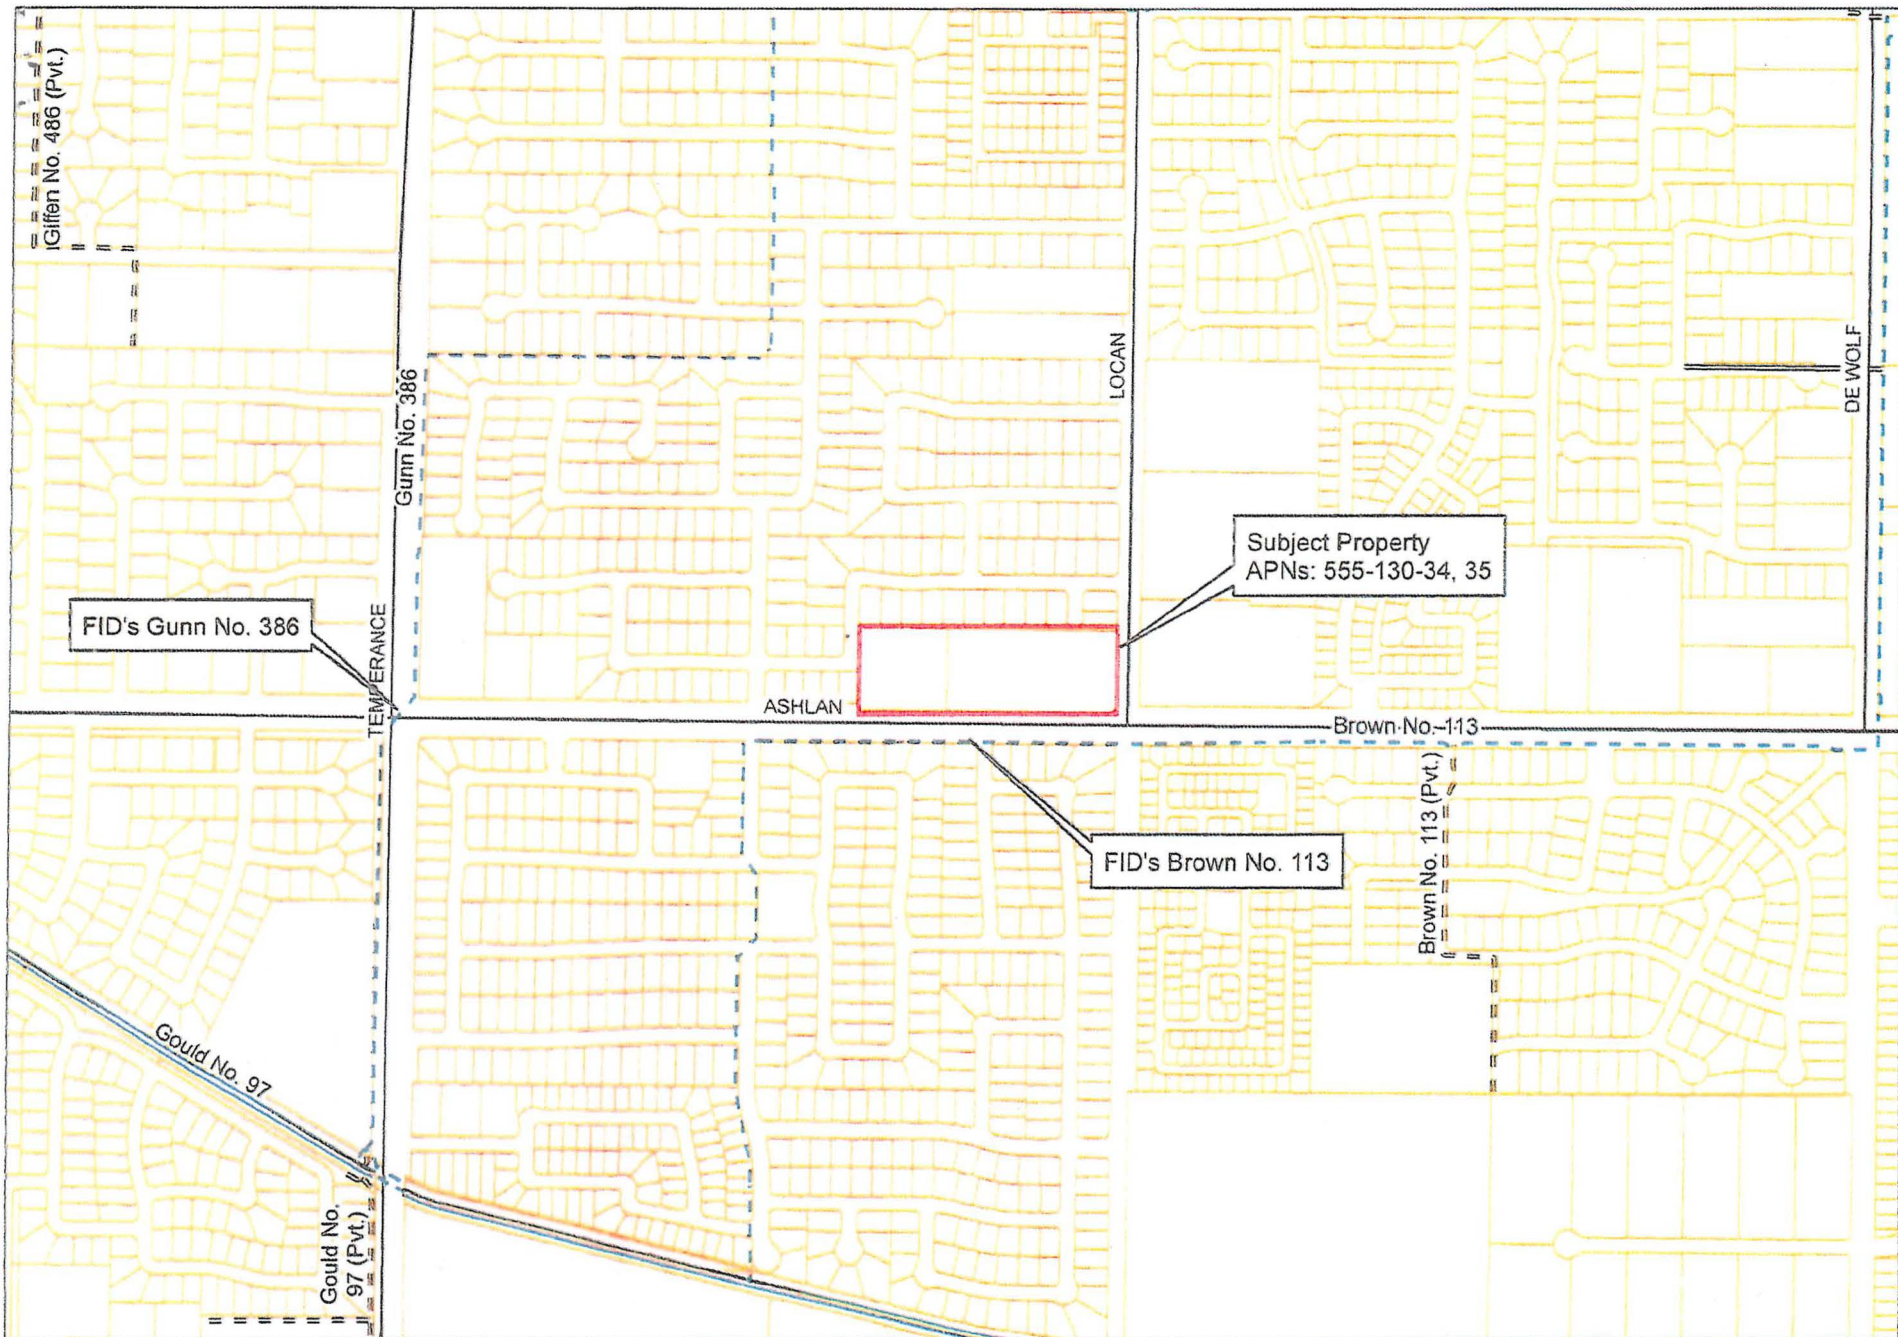 Giffen No. 486 (Pvt.)
Gunn No. 386
LOCAN
DE WOLF
Subject Property
APNs: 555-130-34, 35
FID's Gunn No. 386
TEMPERANCE
ASHLAN
Brown No. 113
Brown No. 113 (Pvt.)
FID's Brown No. 113
Gould No. 97
Gould No.
97 (Pvt.)